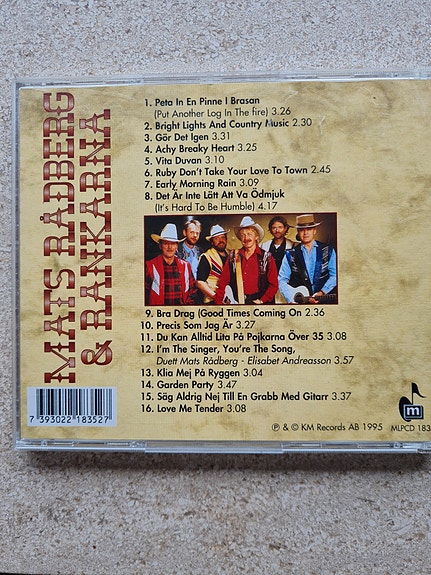 MATS RÅDBERG
& RANKARNA
1. Peta In En Pinne I Brasan
(Put Another Log In The fire) 3.26
2. Bright Lights And Country Music 2.30
3. Gör Det Igen 3.31
4. Achy Breaky Heart 3.25
5. Vita Duvan 3.10
6. Ruby Don't Take Your Love To Town 2.45
7. Early Morning Rain 3.09
8. Det Är Inte Lätt Att Va Ödmjuk
(It's Hard To Be Humble) 4.17
9. Bra Drag (Good Times Coming On 2.36
10. Precis Som Jag Är 3.27
11. Du Kan Alltid Lita På Pojkarna Över 35 3.08
12. I'm The Singer, You're The Song,
Duett Mats Rådberg - Elisabet Andreasson 3.57
13. Klia Mej På Ryggen 3.04
14. Garden Party 3.47
15. Säg Aldrig Nej Till En Grabb Med Gitarr 3.37
16. Love Me Tender 3.08
7 393022 183527
m
℗ & © KM Records AB 1995 MLPCD 183